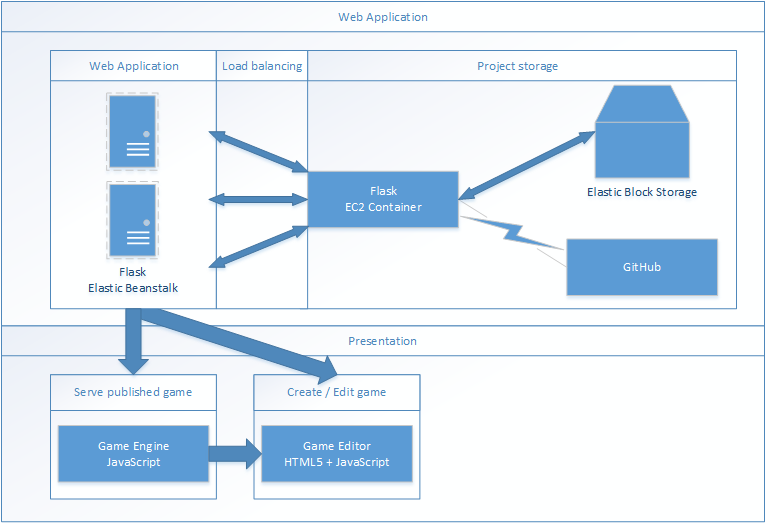 Web Application
Web Application
Load balancing
Project storage
Flask
EC2 Container
Elastic Block Storage
GitHub
Flask
Elastic Beanstalk
Presentation
Serve published game
Create / Edit game
Game Engine
JavaScript
Game Editor
HTML5 + JavaScript